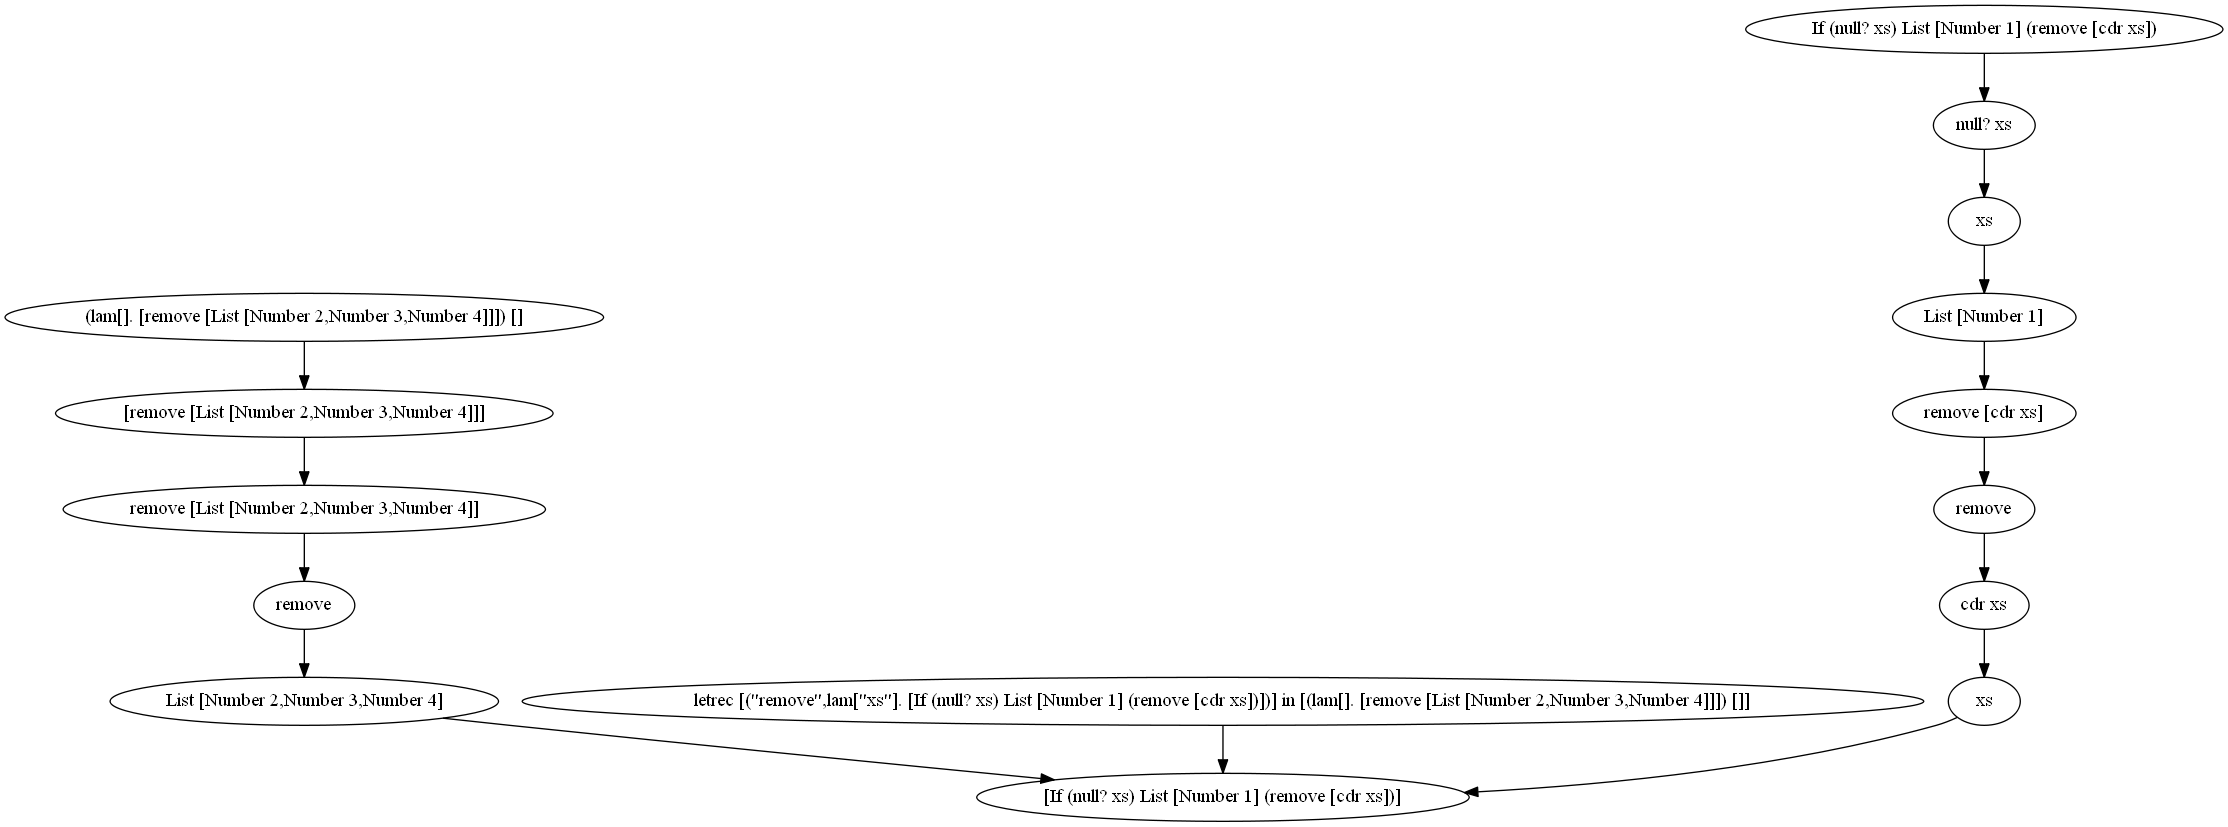 If (null? xs) List [Number 1] (remove [cdr xs])
null? xs
xs
(lam[]. [remove [List [Number 2,Number 3,Number 4]]]) []
List [Number 1]
[remove [List [Number 2,Number 3,Number 4]]]
remove [cdr xs]
remove [List [Number 2,Number 3,Number 4]]
remove
remove
cdr xs
List [Number 2,Number 3,Number 4]
letrec [("remove",lam["xs"]. [If (null? xs) List [Number 1] (remove [cdr xs])])] in [(lam[]. [remove [List [Number 2,Number 3,Number 4]]]) []]
xs
[If (null? xs) List [Number 1] (remove [cdr xs])]